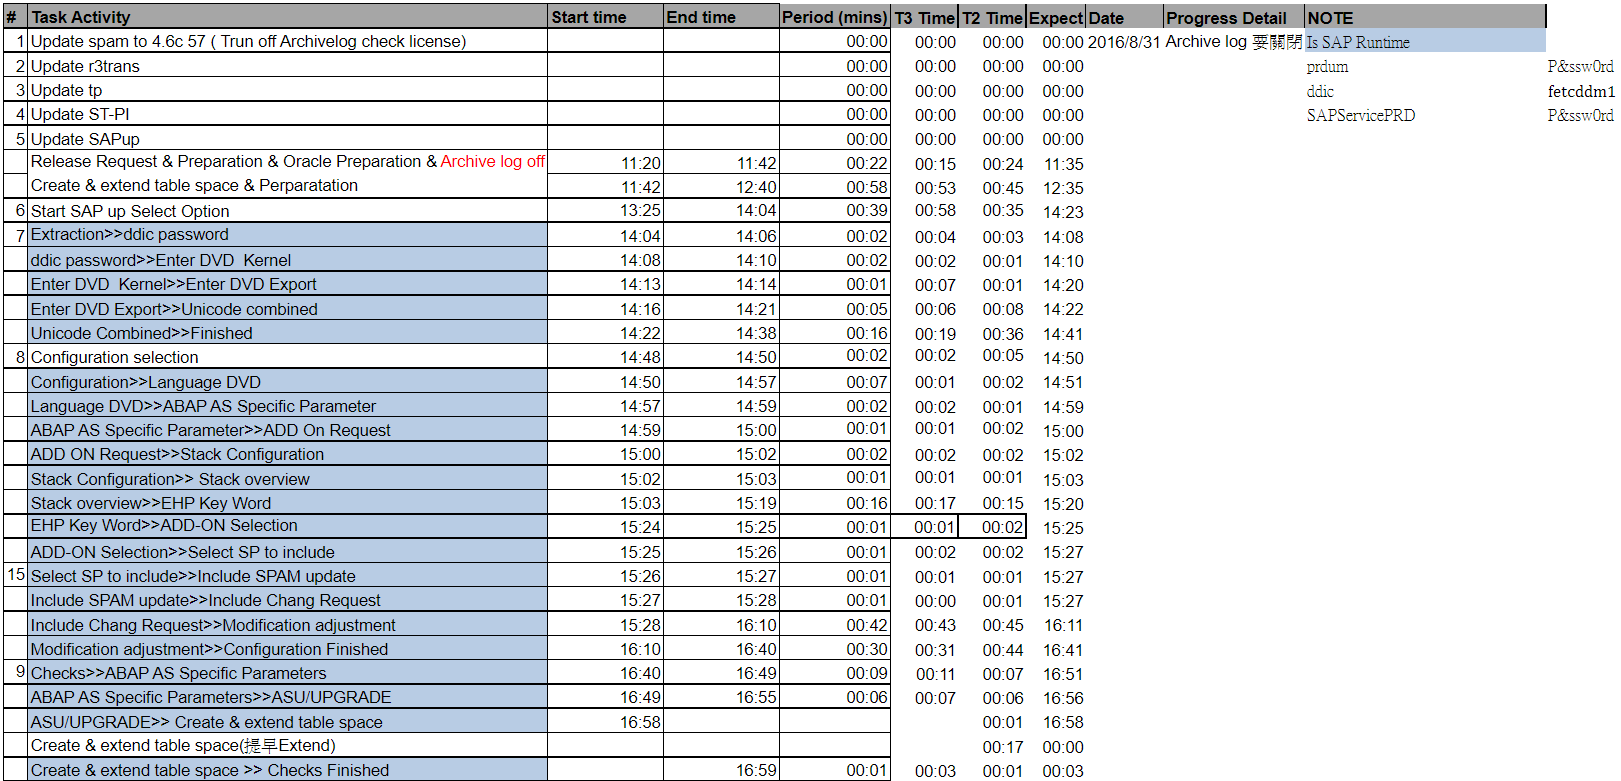 # Task Activity Start time End time Period (mins) T3 Time T2 Time Expect Date Progress Detail NOTE
1 Update spam to 4.6c 57 ( Trun off Archivelog check license) 00:00 00:00 00:00 00:00 2016/8/31 Archive log 要關閉 Is SAP Runtime
2 Update r3trans 00:00 00:00 00:00 00:00 prdum P&ssw0rd
3 Update tp 00:00 00:00 00:00 00:00 ddic fetcddm1
4 Update ST-PI 00:00 00:00 00:00 00:00 SAPServicePRD P&ssw0rd
5 Update SAPup 00:00 00:00 00:00 00:00
Release Request & Preparation & Oracle Preparation & Archive log off 11:20 11:42 00:22 00:15 00:24 11:35
Create & extend table space & Perparatation 11:42 12:40 00:58 00:53 00:45 12:35
6 Start SAP up Select Option 13:25 14:04 00:39 00:58 00:35 14:23
7 Extraction>>ddic password 14:04 14:06 00:02 00:04 00:03 14:08
ddic password>>Enter DVD Kernel 14:08 14:10 00:02 00:02 00:01 14:10
Enter DVD Kernel>>Enter DVD Export 14:13 14:14 00:01 00:07 00:01 14:20
Enter DVD Export>>Unicode combined 14:16 14:21 00:05 00:06 00:08 14:22
Unicode Combined>>Finished 14:22 14:38 00:16 00:19 00:36 14:41
8 Configuration selection 14:48 14:50 00:02 00:02 00:05 14:50
Configuration>>Language DVD 14:50 14:57 00:07 00:01 00:02 14:51
Language DVD>>ABAP AS Specific Parameter 14:57 14:59 00:02 00:02 00:01 14:59
ABAP AS Specific Parameter>>ADD On Request 14:59 15:00 00:01 00:01 00:02 15:00
ADD ON Request>>Stack Configuration 15:00 15:02 00:02 00:02 00:02 15:02
Stack Configuration>> Stack overview 15:02 15:03 00:01 00:01 00:01 15:03
Stack overview>>EHP Key Word 15:03 15:19 00:16 00:17 00:15 15:20
EHP Key Word>>ADD-ON Selection 15:24 15:25 00:01 00:01 00:02 15:25
ADD-ON Selection>>Select SP to include 15:25 15:26 00:01 00:02 00:02 15:27
15 Select SP to include>>Include SPAM update 15:26 15:27 00:01 00:01 00:01 15:27
Include SPAM update>>Include Chang Request 15:27 15:28 00:01 00:00 00:01 15:27
Include Chang Request>>Modification adjustment 15:28 16:10 00:42 00:43 00:45 16:11
Modification adjustment>>Configuration Finished 16:10 16:40 00:30 00:31 00:44 16:41
9 Checks>>ABAP AS Specific Parameters 16:40 16:49 00:09 00:11 00:07 16:51
ABAP AS Specific Parameters>>ASU/UPGRADE 16:49 16:55 00:06 00:07 00:06 16:56
ASU/UPGRADE>> Create & extend table space 16:58 00:01 16:58
Create & extend table space(提早Extend) 00:17 00:00
Create & extend table space >> Checks Finished 16:59 00:01 00:03 00:01 00:03